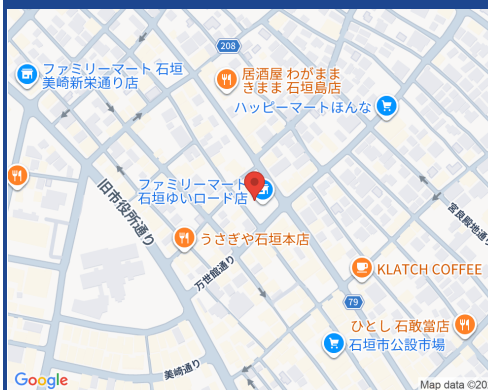 208
ファミリーマート 石垣
美崎新栄通り店
居酒屋 わがまま
きまま 石垣島店
ハッピーマートほんな
ファミリーマート
石垣ゆいロード店
旧市役所通り
うさぎや石垣本店
宮良殿地通り
万世館通り
KLATCH COFFEE
79
ひとし 石敢當店
石垣市公設市場
美崎通り
Google
Map data ©20